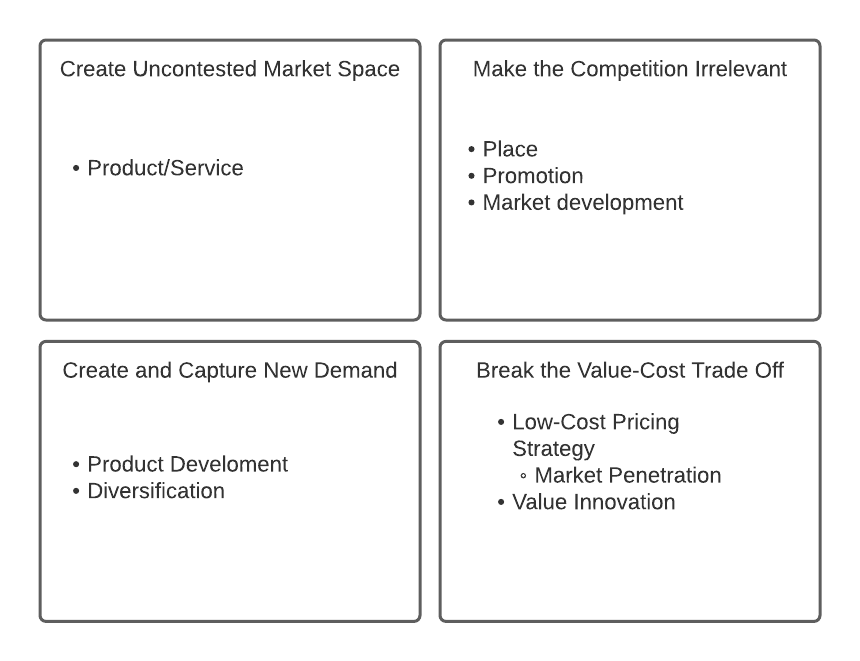 Create Uncontested Market Space
• Product/Service
Make the Competition Irrelevant
• Place
• Promotion
• Market development
Create and Capture New Demand
• Product Develoment
• Diversification
Break the Value-Cost Trade Off
• Low-Cost Pricing
Strategy
◦ Market Penetration
• Value Innovation